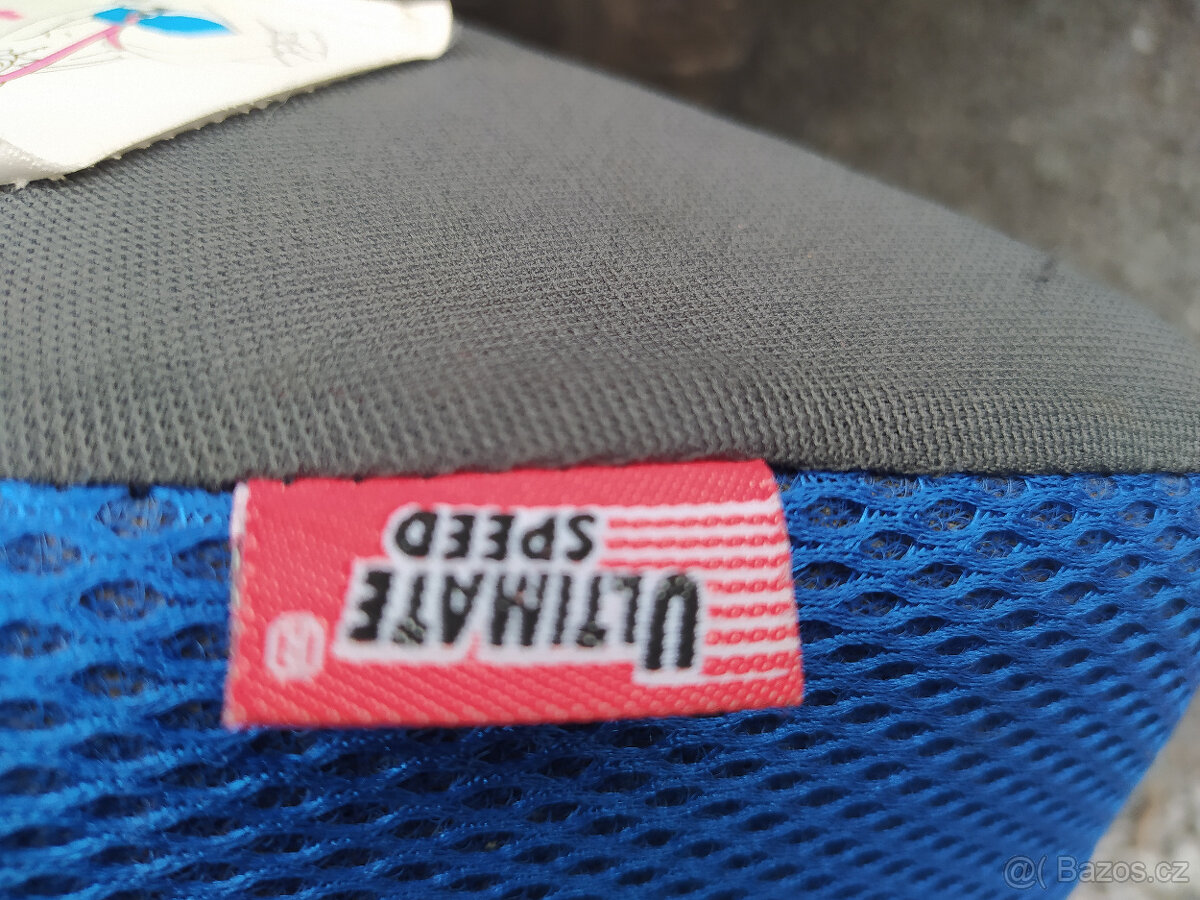 ULTIMATE
SPEED
@( Bazos.cz